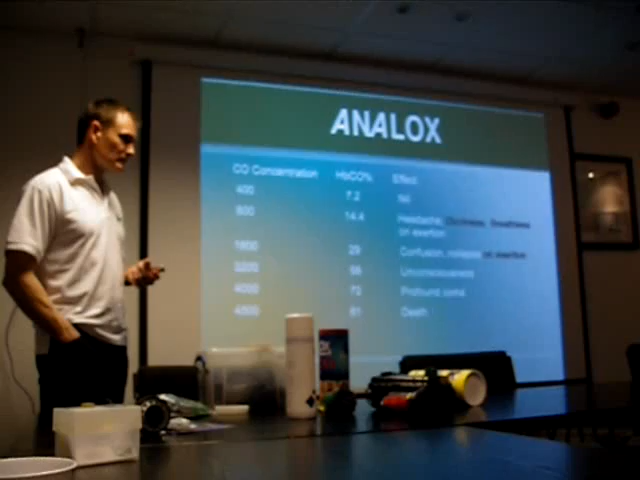 ANALOX
CO Concentration HbCO% Effect
400 7.2 Nil
800 14.4 Headache, Dizziness, Breathless
on exertion
1600 29 Confusion, collapse on exertion
3200 58 Unconsciousness
4000 72 Profound coma
4500 81 Death